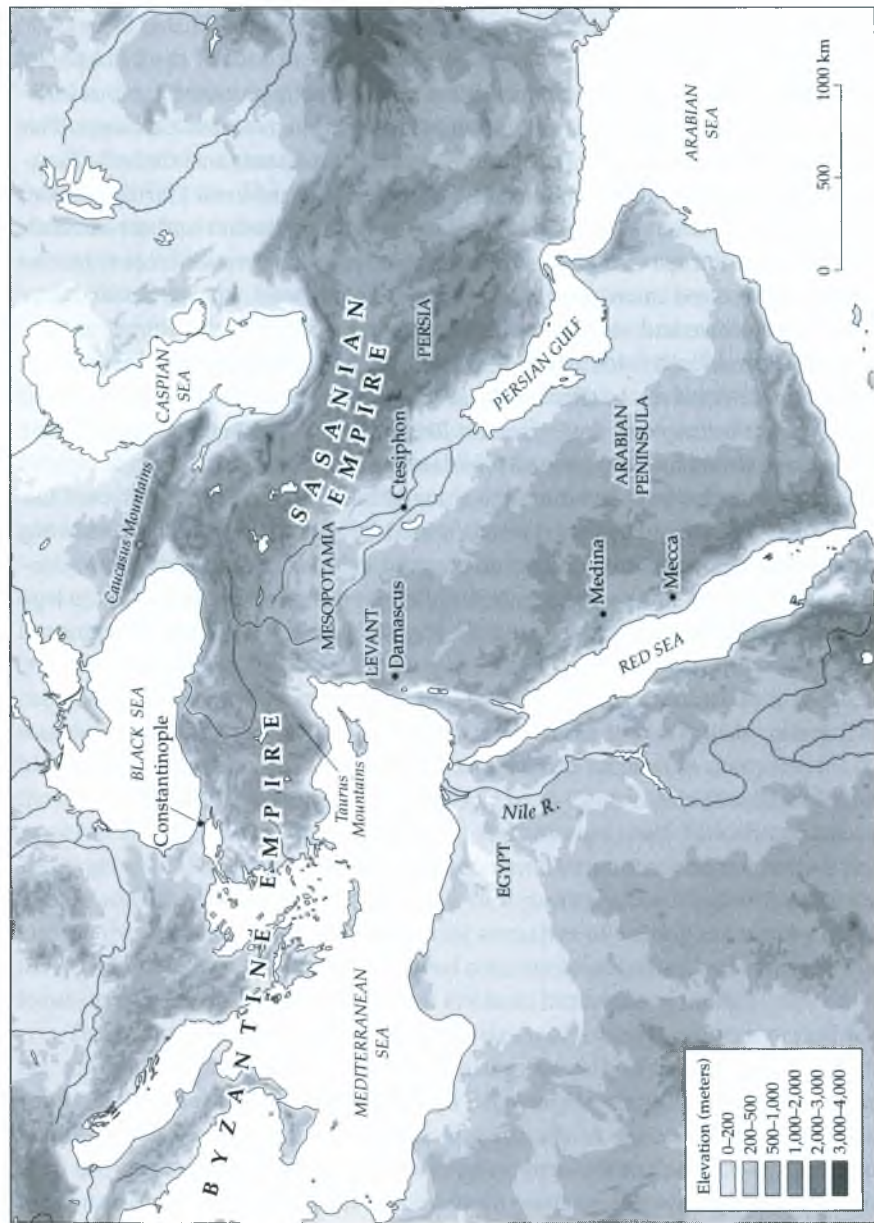 BYZANTINE EMPIRE
BLACK SEA
Constantinople
Caucasus Mountains
CASPIAN
SEA
SASANIAN
EMPIRE
PERSIA
Taurus
Mountains
MEDITERRANEAN
SEA
MESOPOTAMIA
Ctesiphon
LEVANT
Damascus
PERSIAN GULF
EGYPT
Nile R.
Medina
Mecca
RED SEA
ARABIAN
PENINSULA
ARABIAN
SEA
Elevation (meters)
0–200
200–500
500–1,000
1,000–2,000
2,000–3,000
3,000–4,000
0 500 1000 km